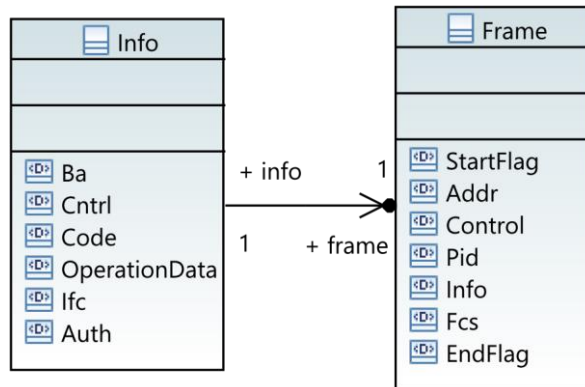 Info
Ba
Cntrl
Code
OperationData
Ifc
Auth
+ info
1
1
+ frame
Frame
StartFlag
Addr
Control
Pid
Info
Fcs
EndFlag